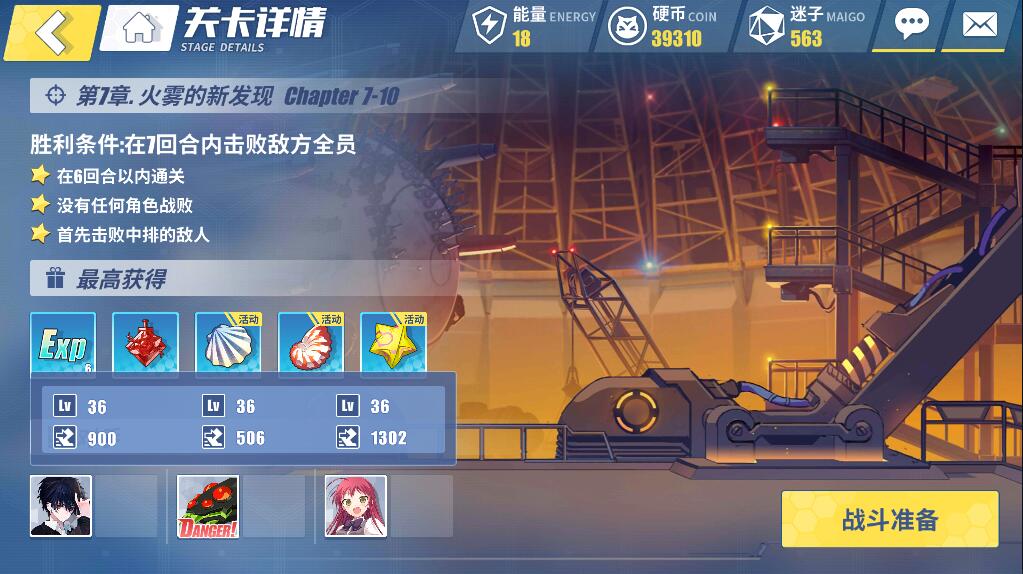 关卡详情
STAGE DETAILS
能量 ENERGY
18
硬币 COIN
39310
迷子 MAIGO
563
第7章.火雾的新发现 Chapter 7-10
胜利条件:在7回合内击败敌方全员
在6回合以内通关
没有任何角色战败
首先击败中排的敌人
最高获得
Exp
6
活动
活动
活动
Lv 36
Lv 36
Lv 36
900
506
1302
DANGER!
战斗准备